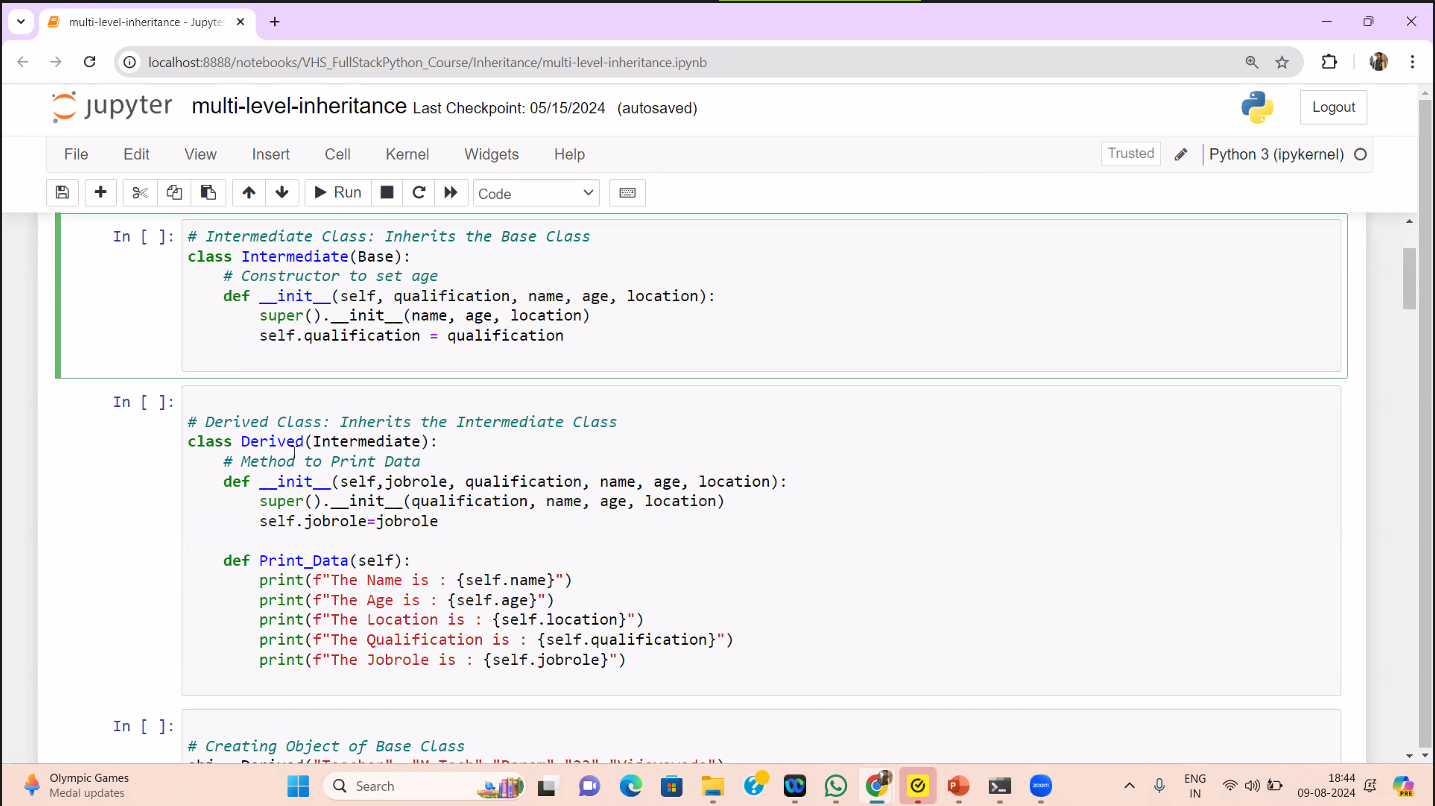 multi-level-inheritance - Jupyte
localhost:8888/notebooks/VHS_FullStackPython_Course/Inheritance/multi-level-inheritance.ipynb
jupyter multi-level-inheritance Last Checkpoint: 05/15/2024 (autosaved)
Logout
File Edit View Insert Cell Kernel Widgets Help
Trusted Python 3 (ipykernel)
Run Code
In [ ]: # Intermediate Class: Inherits the Base Class
class Intermediate(Base):
    # Constructor to set age
    def __init__(self, qualification, name, age, location):
        super().__init__(name, age, location)
        self.qualification = qualification
In [ ]:
# Derived Class: Inherits the Intermediate Class
class Derived(Intermediate):
    # Method to Print Data
    def __init__(self,jobrole, qualification, name, age, location):
        super().__init__(qualification, name, age, location)
        self.jobrole=jobrole
    def Print_Data(self):
        print(f"The Name is : {self.name}")
        print(f"The Age is : {self.age}")
        print(f"The Location is : {self.location}")
        print(f"The Qualification is : {self.qualification}")
        print(f"The Jobrole is : {self.jobrole}")
In [ ]:
# Creating Object of Base Class
Olympic Games
Medal updates
Search
zoom
ENG
IN
18:44
09-08-2024
PRE